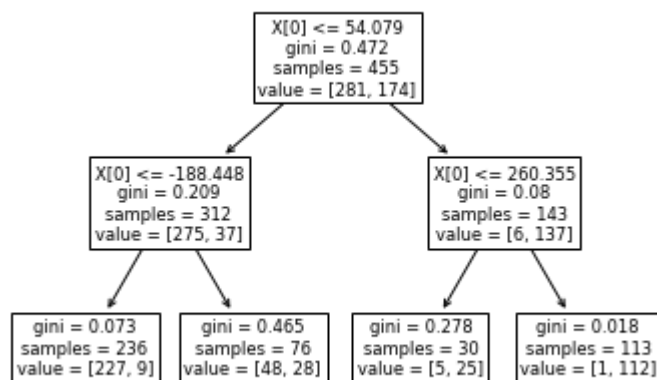 X[0] <= 54.079
gini = 0.472
samples = 455
value = [281, 174]
X[0] <= -188.448
gini = 0.209
samples = 312
value = [275, 37]
X[0] <= 260.355
gini = 0.08
samples = 143
value = [6, 137]
gini = 0.073
samples = 236
value = [227, 9]
gini = 0.465
samples = 76
value = [48, 28]
gini = 0.278
samples = 30
value = [5, 25]
gini = 0.018
samples = 113
value = [1, 112]